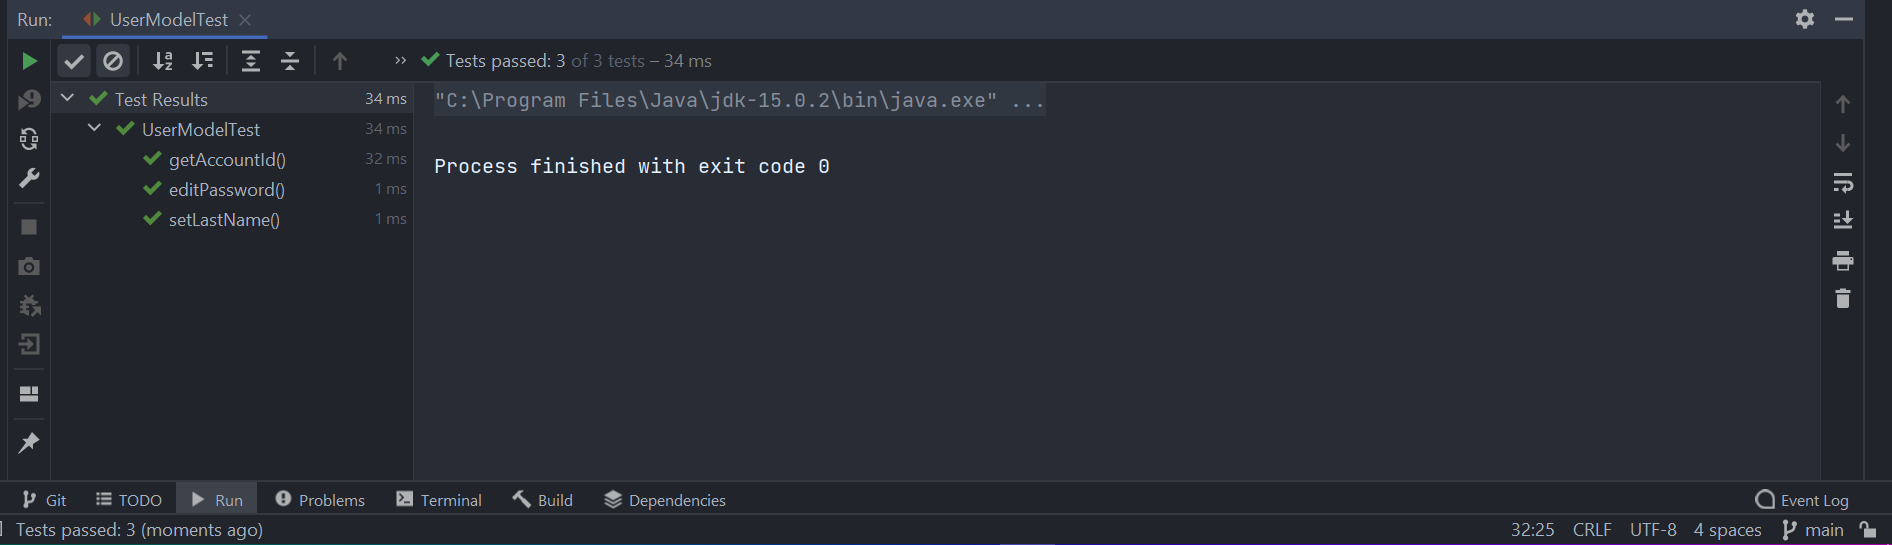 Run: UserModelTest
Tests passed: 3 of 3 tests – 34 ms
Test Results 34 ms
UserModelTest 34 ms
getAccountId() 32 ms
editPassword() 1 ms
setLastName() 1 ms
"C:\Program Files\Java\jdk-15.0.2\bin\java.exe" ...
Process finished with exit code 0
Git TODO Run Problems Terminal Build Dependencies Event Log
Tests passed: 3 (moments ago) 32:25 CRLF UTF-8 4 spaces main